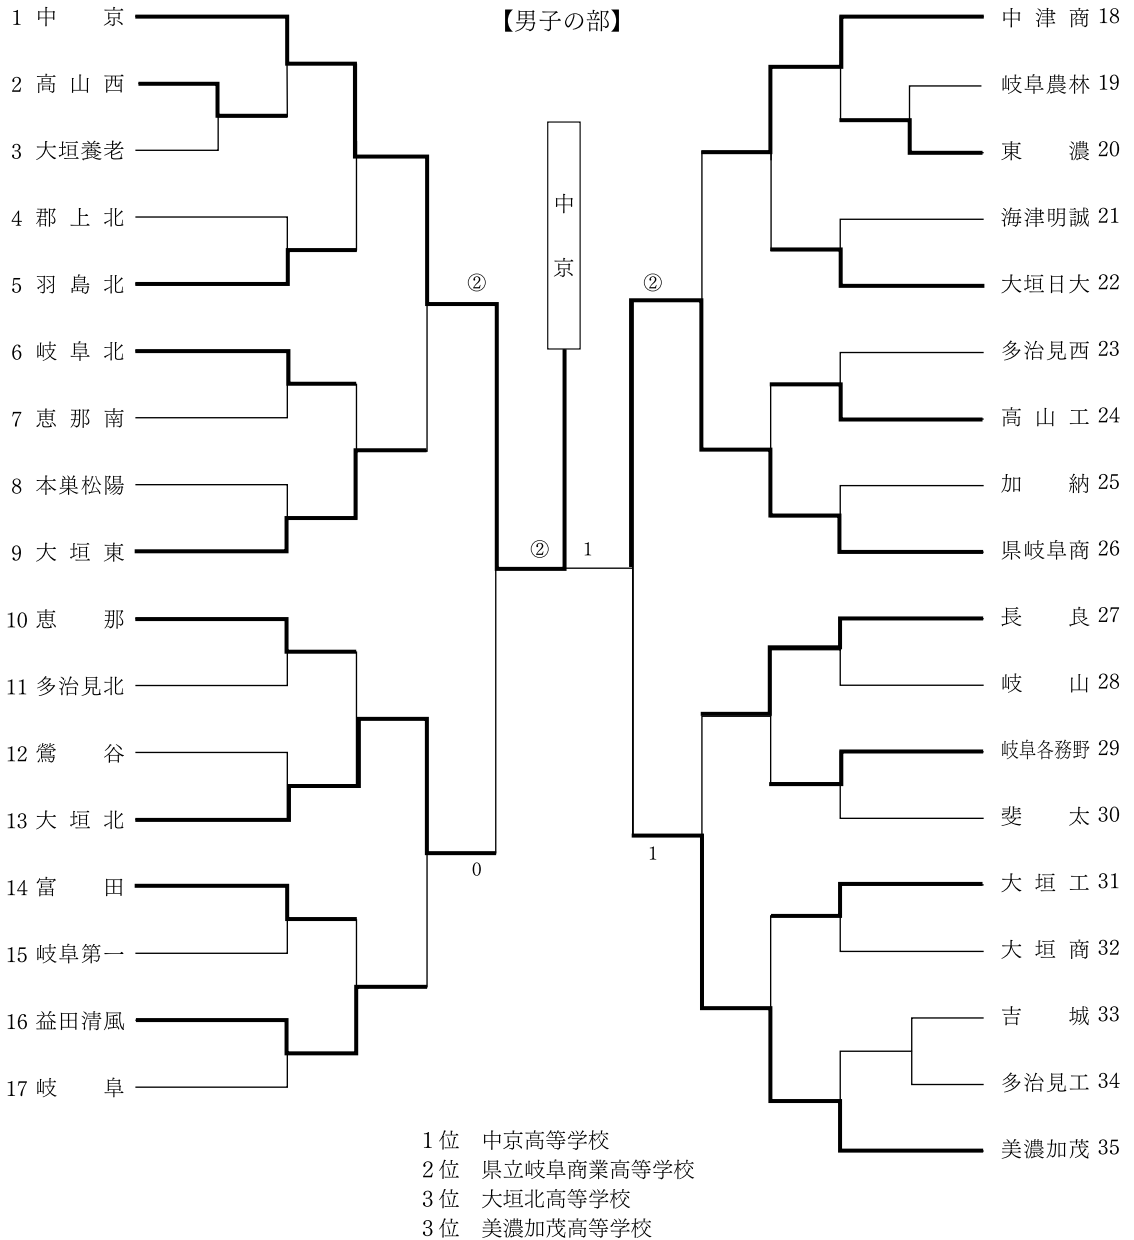 【男子の部】
1 中京
2 高山西
3 大垣養老
4 郡上北
5 羽島北
6 岐阜北
7 恵那南
8 本巣松陽
9 大垣東
10 恵那
11 多治見北
12 鶯谷
13 大垣北
14 富田
15 岐阜第一
16 益田清風
17 岐阜
②
0
②
中京
1
②
1
中津商 18
岐阜農林 19
東濃 20
海津明誠 21
大垣日大 22
多治見西 23
高山工 24
加納 25
県岐阜商 26
長良 27
岐山 28
岐阜各務野 29
斐太 30
大垣工 31
大垣商 32
吉城 33
多治見工 34
美濃加茂 35
1位 中京高等学校
2位 県立岐阜商業高等学校
3位 大垣北高等学校
3位 美濃加茂高等学校